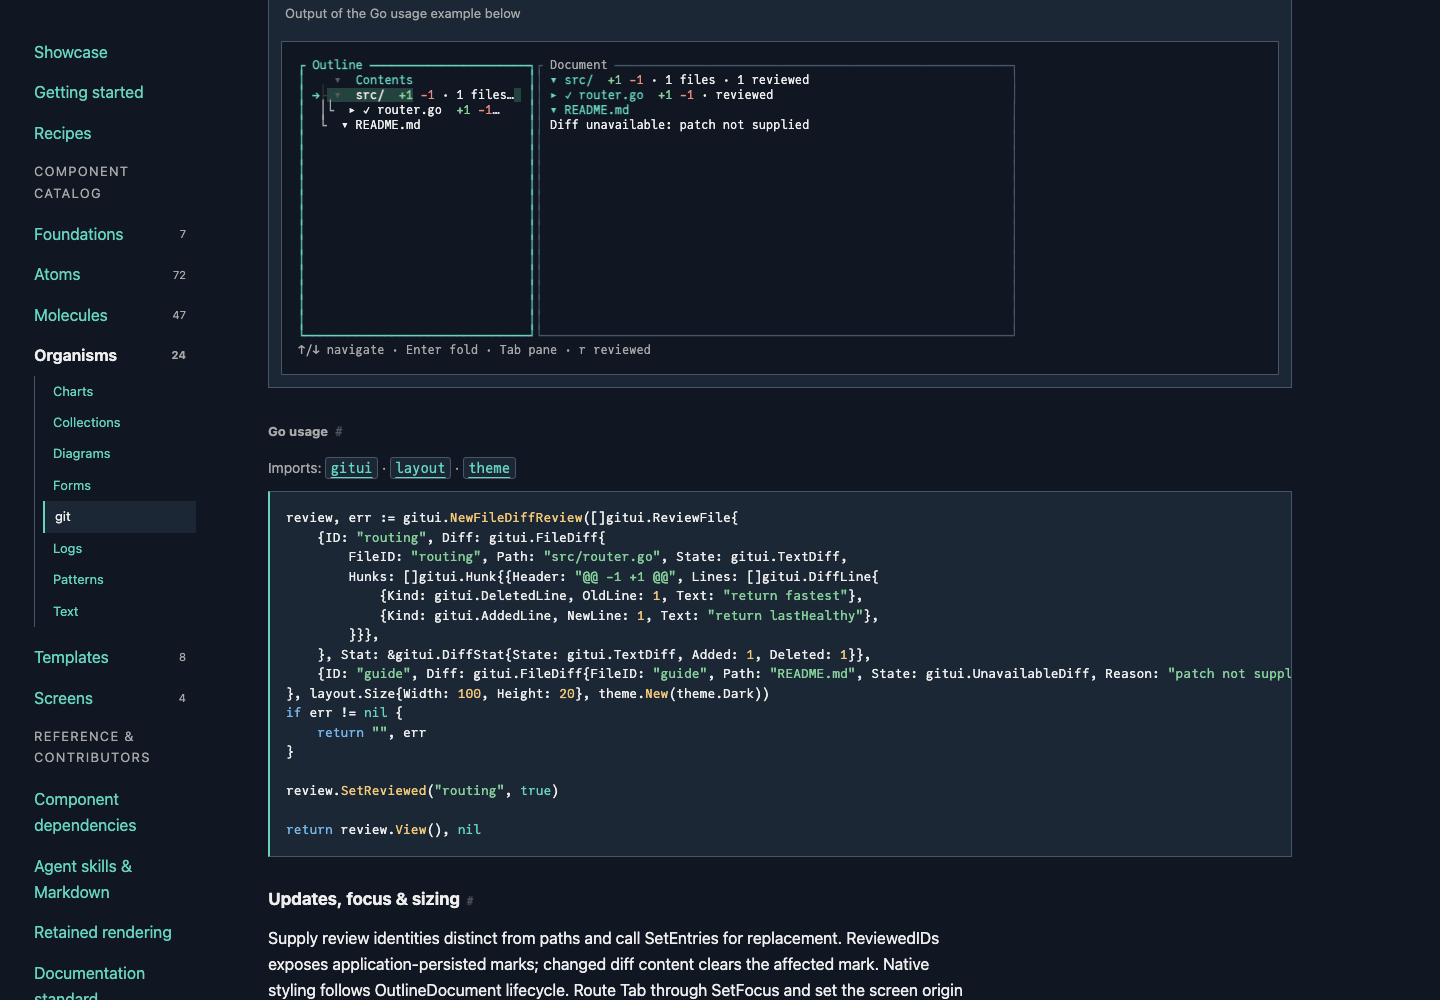 Output of the Go usage example below
Showcase
Getting started
Recipes
COMPONENT
CATALOG
Foundations 7
Atoms 72
Molecules 47
Organisms 24
Charts
Collections
Diagrams
Forms
git
Logs
Patterns
Text
Templates 8
Screens 4
REFERENCE &
CONTRIBUTORS
Component
dependencies
Agent skills &
Markdown
Retained rendering
Documentation
standard
Outline
▾ Contents
→ ▾ src/ +1 -1 · 1 files…
▸ ✓ router.go +1 -1…
▾ README.md
Document
▾ src/ +1 -1 · 1 files · 1 reviewed
▸ ✓ router.go +1 -1 · reviewed
▾ README.md
Diff unavailable: patch not supplied
↑/↓ navigate · Enter fold · Tab pane · r reviewed
Go usage #
Imports: gitui · layout · theme
review, err := gitui.NewFileDiffReview([]gitui.ReviewFile{
    {ID: "routing", Diff: gitui.FileDiff{
        FileID: "routing", Path: "src/router.go", State: gitui.TextDiff,
        Hunks: []gitui.Hunk{{Header: "@@ -1 +1 @@", Lines: []gitui.DiffLine{
            {Kind: gitui.DeletedLine, OldLine: 1, Text: "return fastest"},
            {Kind: gitui.AddedLine, NewLine: 1, Text: "return lastHealthy"},
        }}},
    }, Stat: &gitui.DiffStat{State: gitui.TextDiff, Added: 1, Deleted: 1}},
    {ID: "guide", Diff: gitui.FileDiff{FileID: "guide", Path: "README.md", State: gitui.UnavailableDiff, Reason: "patch not suppl
}, layout.Size{Width: 100, Height: 20}, theme.New(theme.Dark))
if err != nil {
    return "", err
}
review.SetReviewed("routing", true)
return review.View(), nil
Updates, focus & sizing #
Supply review identities distinct from paths and call SetEntries for replacement. ReviewedIDs
exposes application-persisted marks; changed diff content clears the affected mark. Native
styling follows OutlineDocument lifecycle. Route Tab through SetFocus and set the screen origin